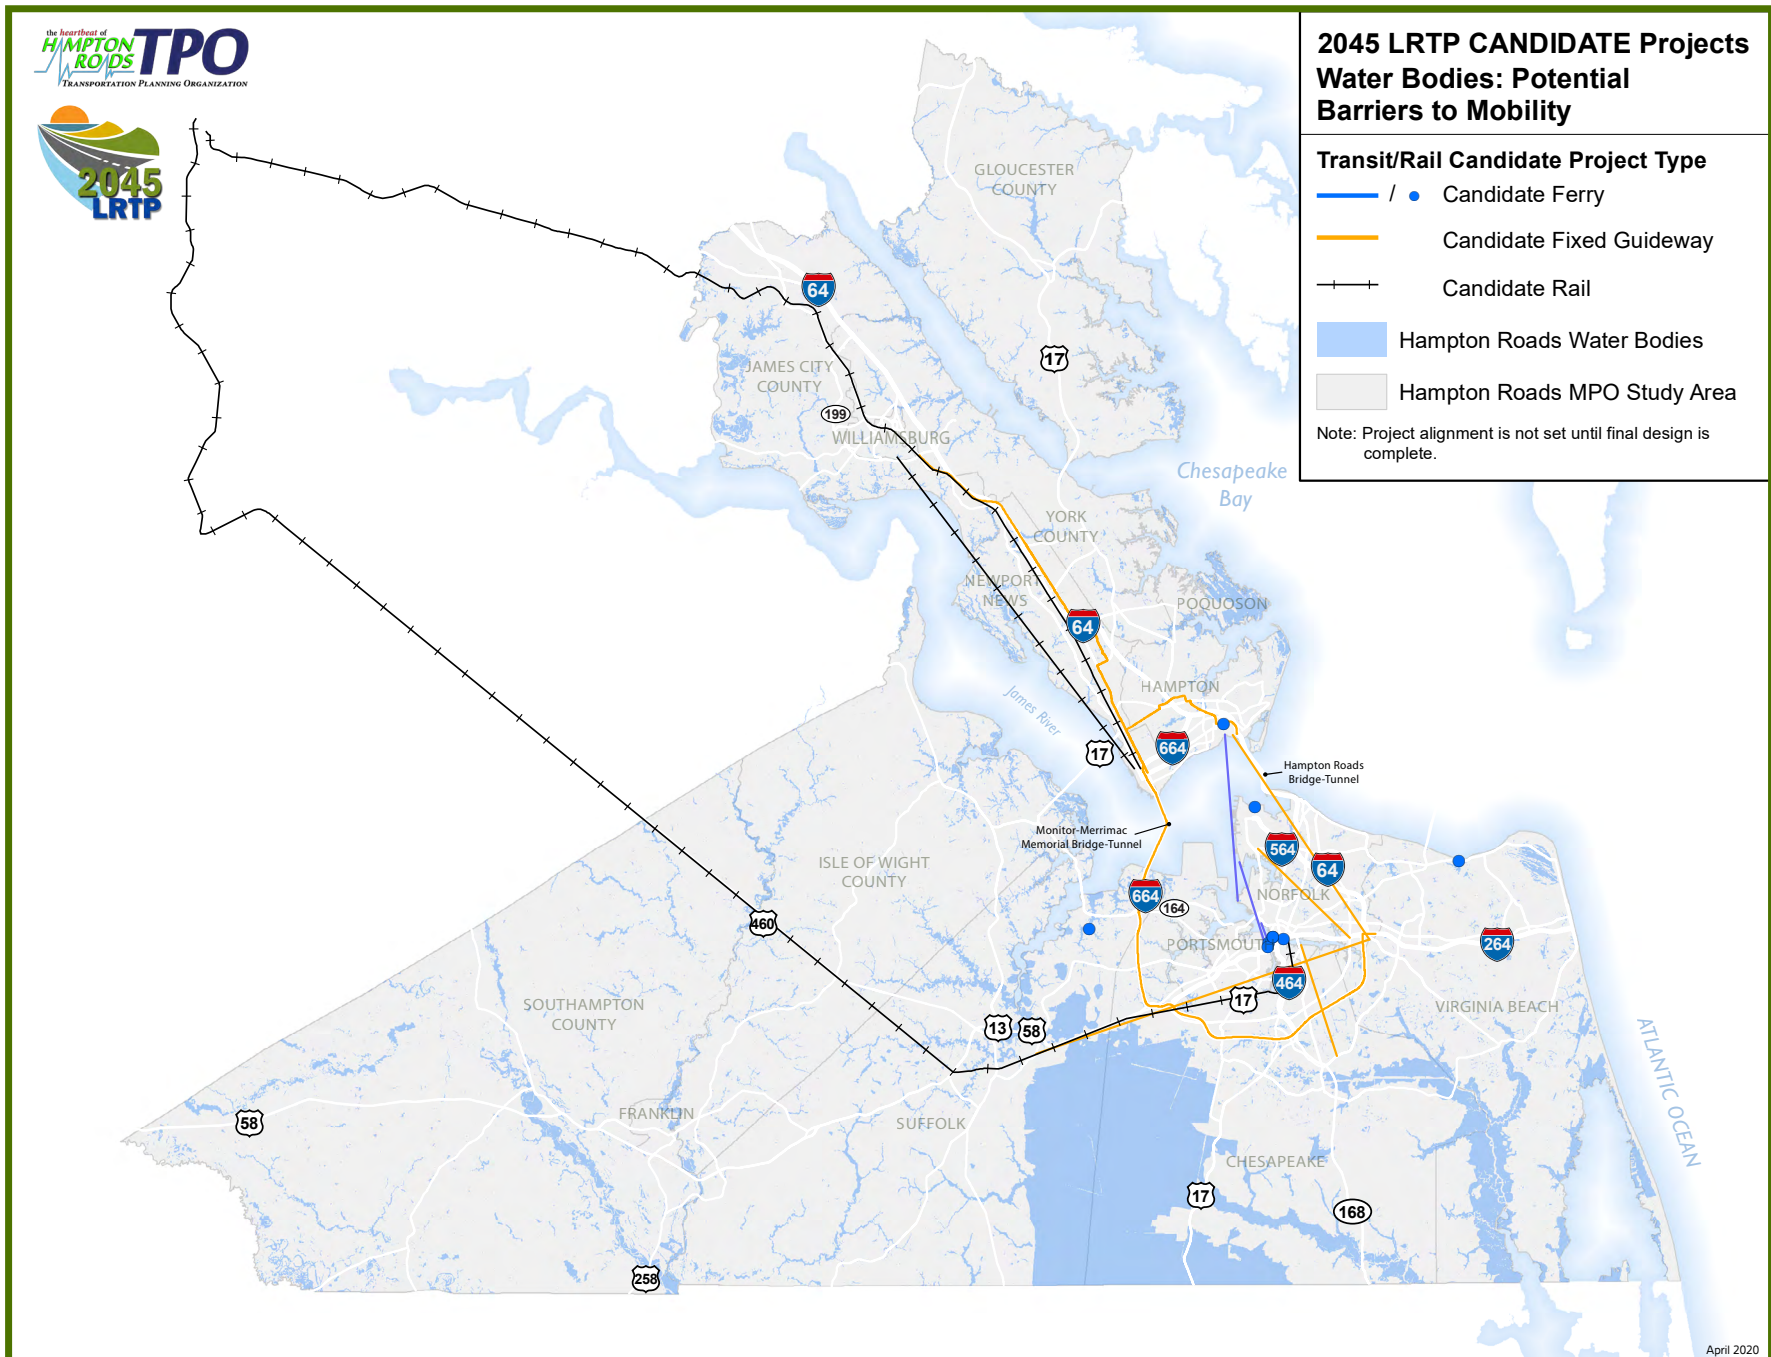 the heartbeat of
HAMPTON
ROADS
TPO
TRANSPORTATION PLANNING ORGANIZATION
2045
LRTP
2045 LRTP CANDIDATE Projects
Water Bodies: Potential
Barriers to Mobility
Transit/Rail Candidate Project Type
/ Candidate Ferry
Candidate Fixed Guideway
Candidate Rail
Hampton Roads Water Bodies
Hampton Roads MPO Study Area
Note: Project alignment is not set until final design is
complete.
GLOUCESTER
COUNTY
64
17
JAMES CITY
COUNTY
199
WILLIAMSBURG
Chesapeake
Bay
YORK
COUNTY
NEWPORT
NEWS
POQUOSON
64
HAMPTON
James River
17
664
Hampton Roads
Bridge-Tunnel
Monitor-Merrimac
Memorial Bridge-Tunnel
564
64
ISLE OF WIGHT
COUNTY
664
164
NORFOLK
460
PORTSMOUTH
264
464
17
SOUTHAMPTON
COUNTY
13
58
VIRGINIA BEACH
ATLANTIC OCEAN
58
FRANKLIN
SUFFOLK
CHESAPEAKE
17
168
258
April 2020